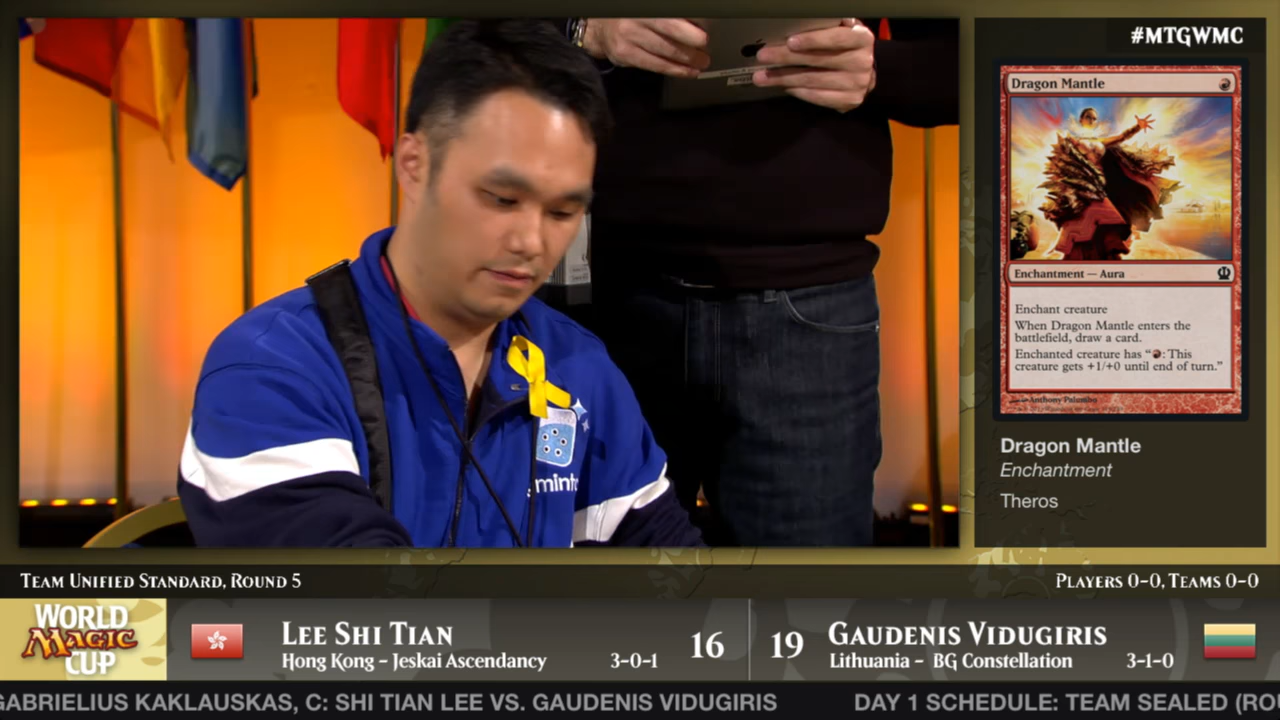 #MTGWMC
Dragon Mantle
Enchantment — Aura
Enchant creature
When Dragon Mantle enters the
battlefield, draw a card.
Enchanted creature has “ : This
creature gets +1/+0 until end of turn.”
Anthony Palumbo
Dragon Mantle
Enchantment
Theros
mint
TEAM UNIFIED STANDARD, ROUND 5
PLAYERS 0-0, TEAMS 0-0
WORLD
MAGIC
CUP
LEE SHI TIAN
Hong Kong - Jeskai Ascendancy
3-0-1
16
19
GAUDENIS VIDUGIRIS
Lithuania - BG Constellation
3-1-0
GABRIELIUS KAKLAUSKAS, C: SHI TIAN LEE VS. GAUDENIS VIDUGIRIS DAY 1 SCHEDULE: TEAM SEALED (RO